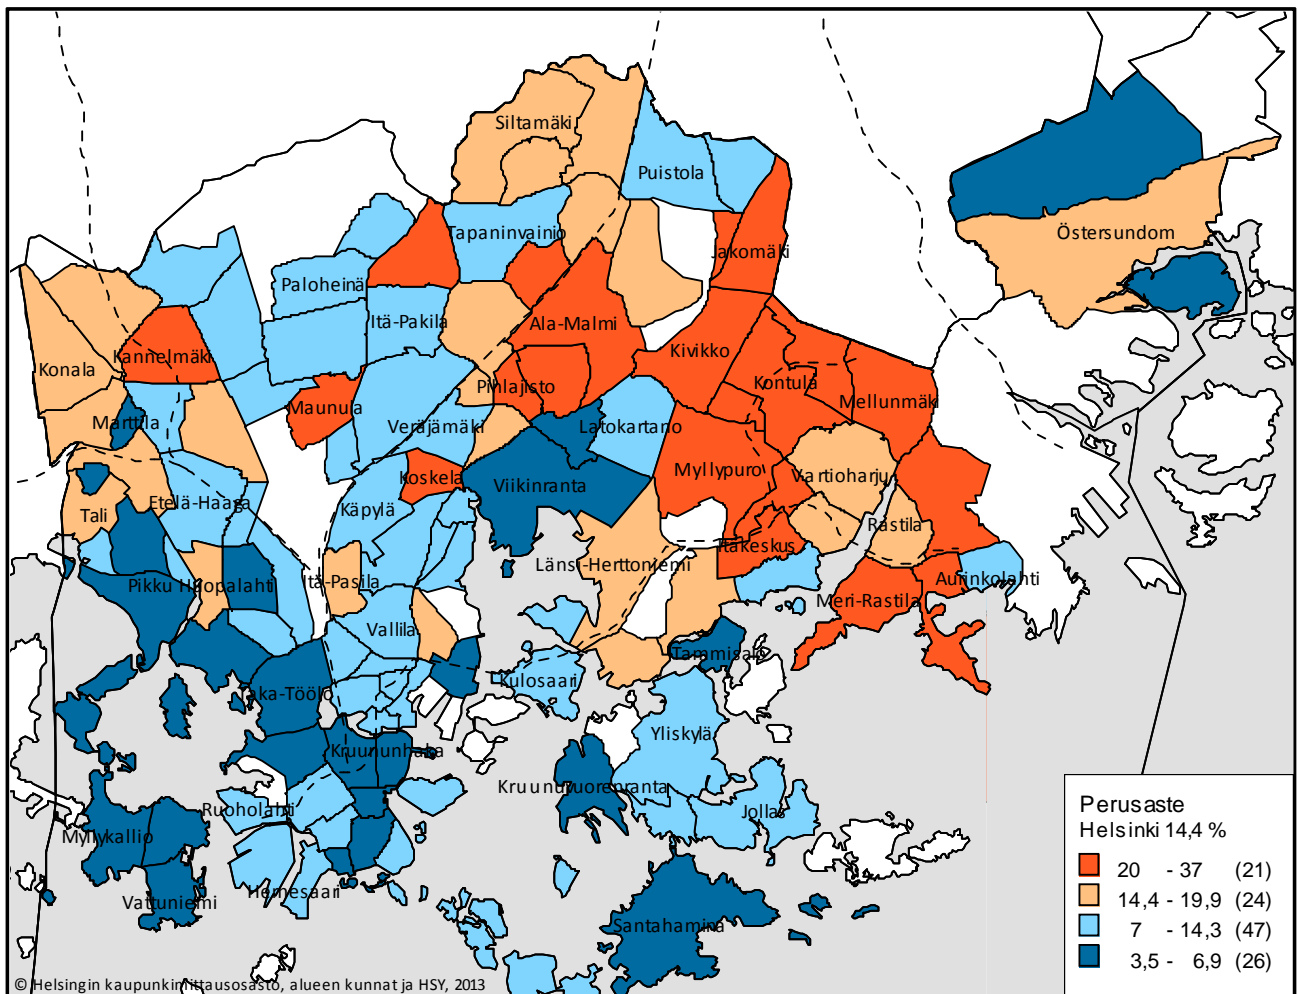 Siltamäki
Puistola
Tapaninvainio
Östersundom
Jakomäki
Paloheinä
Itä-Pakila
Ala-Malmi
Kivikko
Kannelmäki
Konala
Kontula
Pihlajisto
Mellunmäki
Maunula
Marttila
Veräjämäki
Latokartano
Myllypuro
Vartioharju
Koskela
Viikinranta
Etelä-Haaga
Käpylä
Tali
Rastila
Itäkeskus
Länsi-Herttoniemi
Pikku Huopalahti
Itä-Pasila
Aurinkolahti
Meri-Rastila
Vallila
Tammisalo
Kulosaari
Taka-Töölö
Yliskylä
Kruununhaka
Kruunuvuorenranta
Ruoholahti
Jollas
Myllykallio
Hernesaari
Vattuniemi
Santahamina
Perusaste
Helsinki 14,4 %
20 - 37 (21)
14,4 - 19,9 (24)
7 - 14,3 (47)
3,5 - 6,9 (26)
© Helsingin kaupunkimittausosasto, alueen kunnat ja HSY, 2013